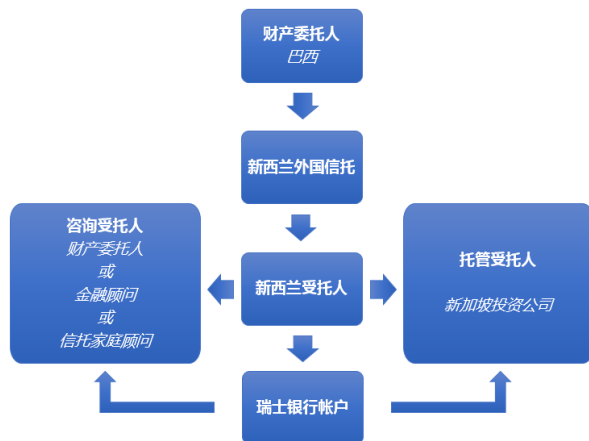 财产委托人
巴西
新西兰外国信托
咨询受托人
财产委托人
或
金融顾问
或
信托家庭顾问
新西兰受托人
托管受托人
新加坡投资公司
瑞士银行帐户